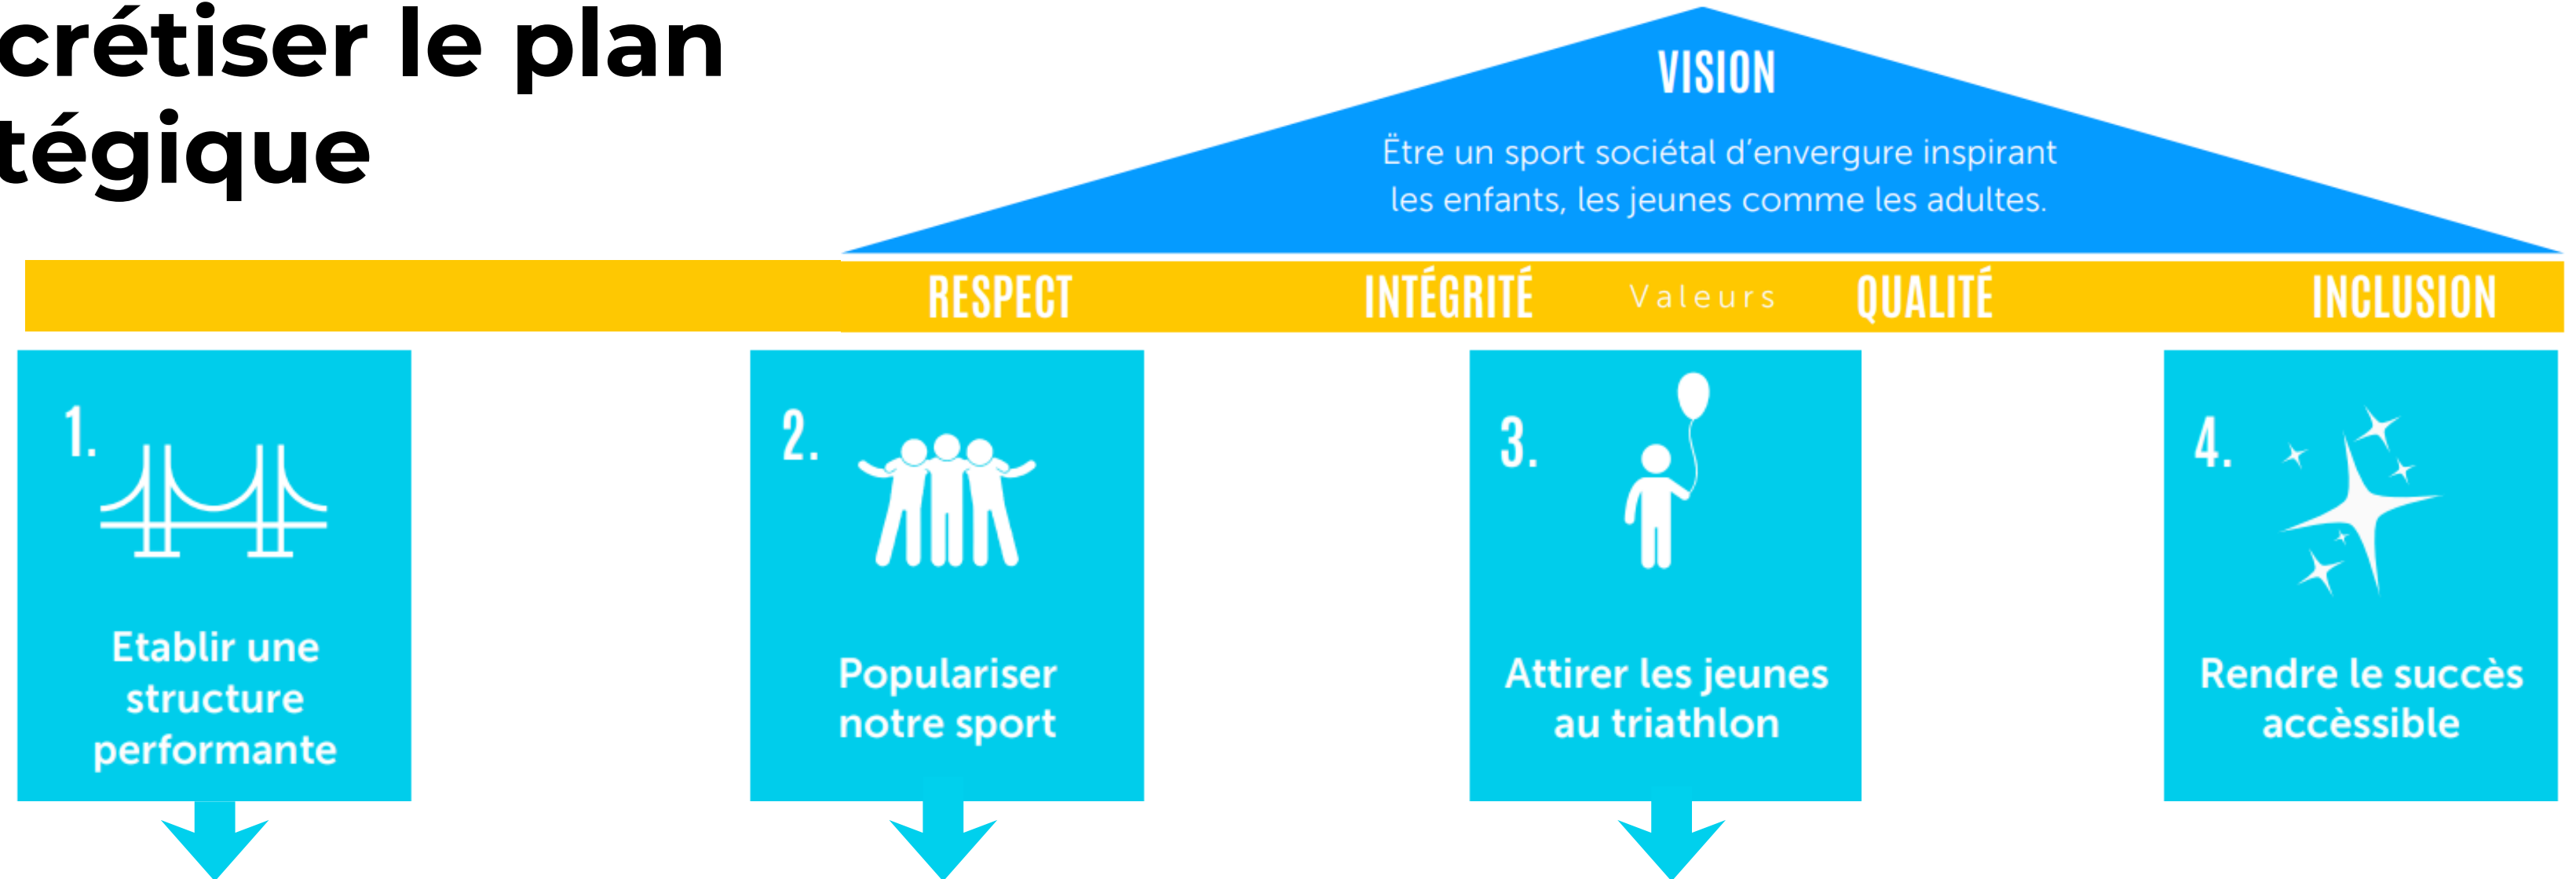 crétiser le plan
tégique
VISION
Ëtre un sport sociétal d'envergure inspirant
les enfants, les jeunes comme les adultes.
RESPECT INTÉGRITÉ Valeurs QUALITÉ INCLUSION
1.
Etablir une
structure
performante
2.
Populariser
notre sport
3.
Attirer les jeunes
au triathlon
4.
Rendre le succès
accèssible